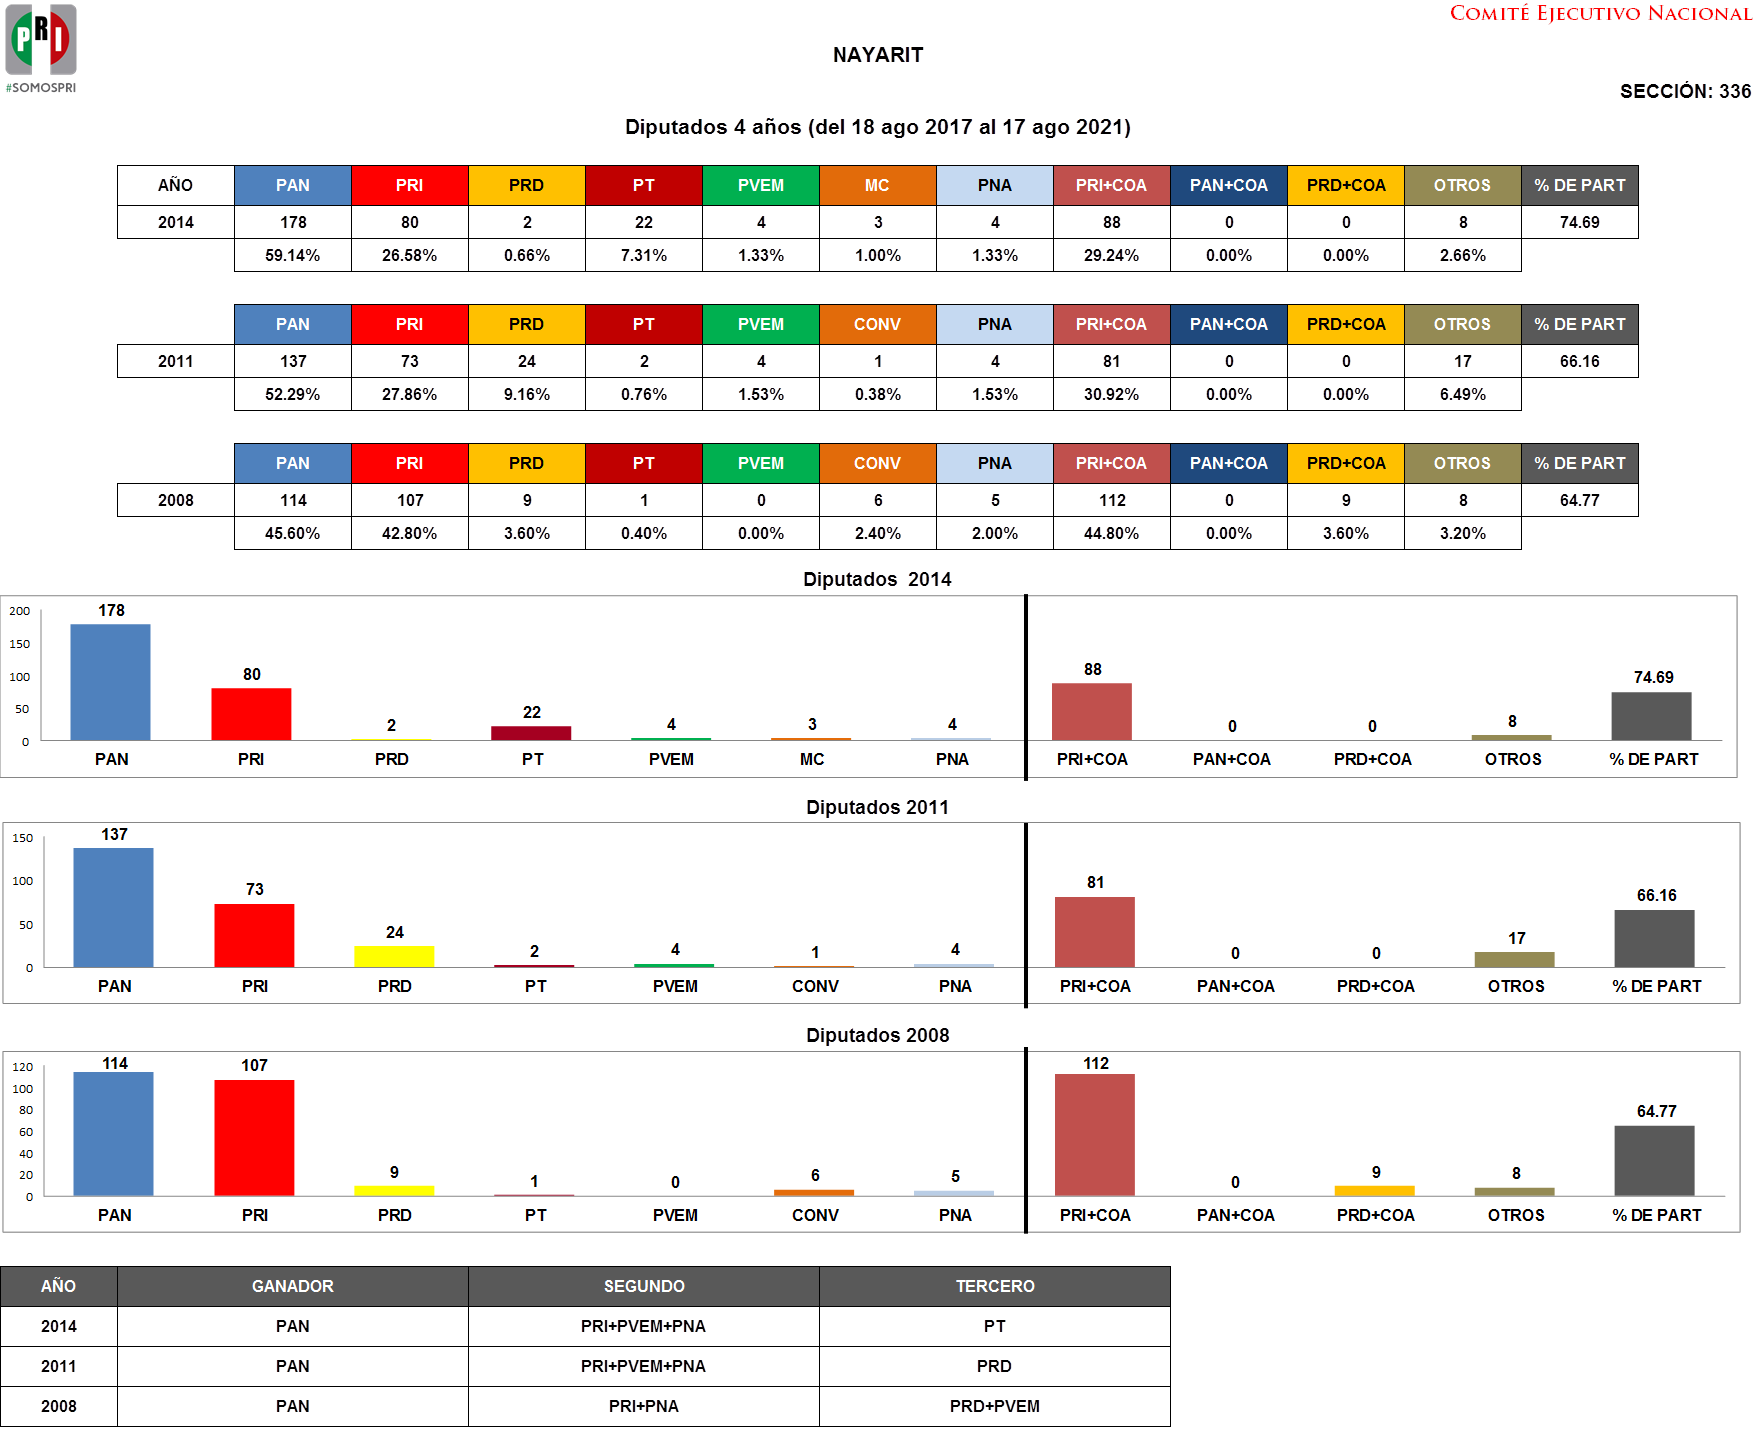 PRI
#SOMOSPRI
COMITÉ EJECUTIVO NACIONAL
NAYARIT
SECCIÓN: 336
Diputados 4 años (del 18 ago 2017 al 17 ago 2021)
AÑO PAN PRI PRD PT PVEM MC PNA PRI+COA PAN+COA PRD+COA OTROS % DE PART
2014 178 80 2 22 4 3 4 88 0 0 8 74.69
59.14% 26.58% 0.66% 7.31% 1.33% 1.00% 1.33% 29.24% 0.00% 0.00% 2.66%
PAN PRI PRD PT PVEM CONV PNA PRI+COA PAN+COA PRD+COA OTROS % DE PART
2011 137 73 24 2 4 1 4 81 0 0 17 66.16
52.29% 27.86% 9.16% 0.76% 1.53% 0.38% 1.53% 30.92% 0.00% 0.00% 6.49%
PAN PRI PRD PT PVEM CONV PNA PRI+COA PAN+COA PRD+COA OTROS % DE PART
2008 114 107 9 1 0 6 5 112 0 9 8 64.77
45.60% 42.80% 3.60% 0.40% 0.00% 2.40% 2.00% 44.80% 0.00% 3.60% 3.20%
Diputados 2014
200
150
100
50
0
178 80 2 22 4 3 4 88 0 0 8 74.69
PAN PRI PRD PT PVEM MC PNA PRI+COA PAN+COA PRD+COA OTROS % DE PART
Diputados 2011
150
100
50
0
137 73 24 2 4 1 4 81 0 0 17 66.16
PAN PRI PRD PT PVEM CONV PNA PRI+COA PAN+COA PRD+COA OTROS % DE PART
Diputados 2008
120
100
80
60
40
20
0
114 107 9 1 0 6 5 112 0 9 8 64.77
PAN PRI PRD PT PVEM CONV PNA PRI+COA PAN+COA PRD+COA OTROS % DE PART
AÑO GANADOR SEGUNDO TERCERO
2014 PAN PRI+PVEM+PNA PT
2011 PAN PRI+PVEM+PNA PRD
2008 PAN PRI+PNA PRD+PVEM